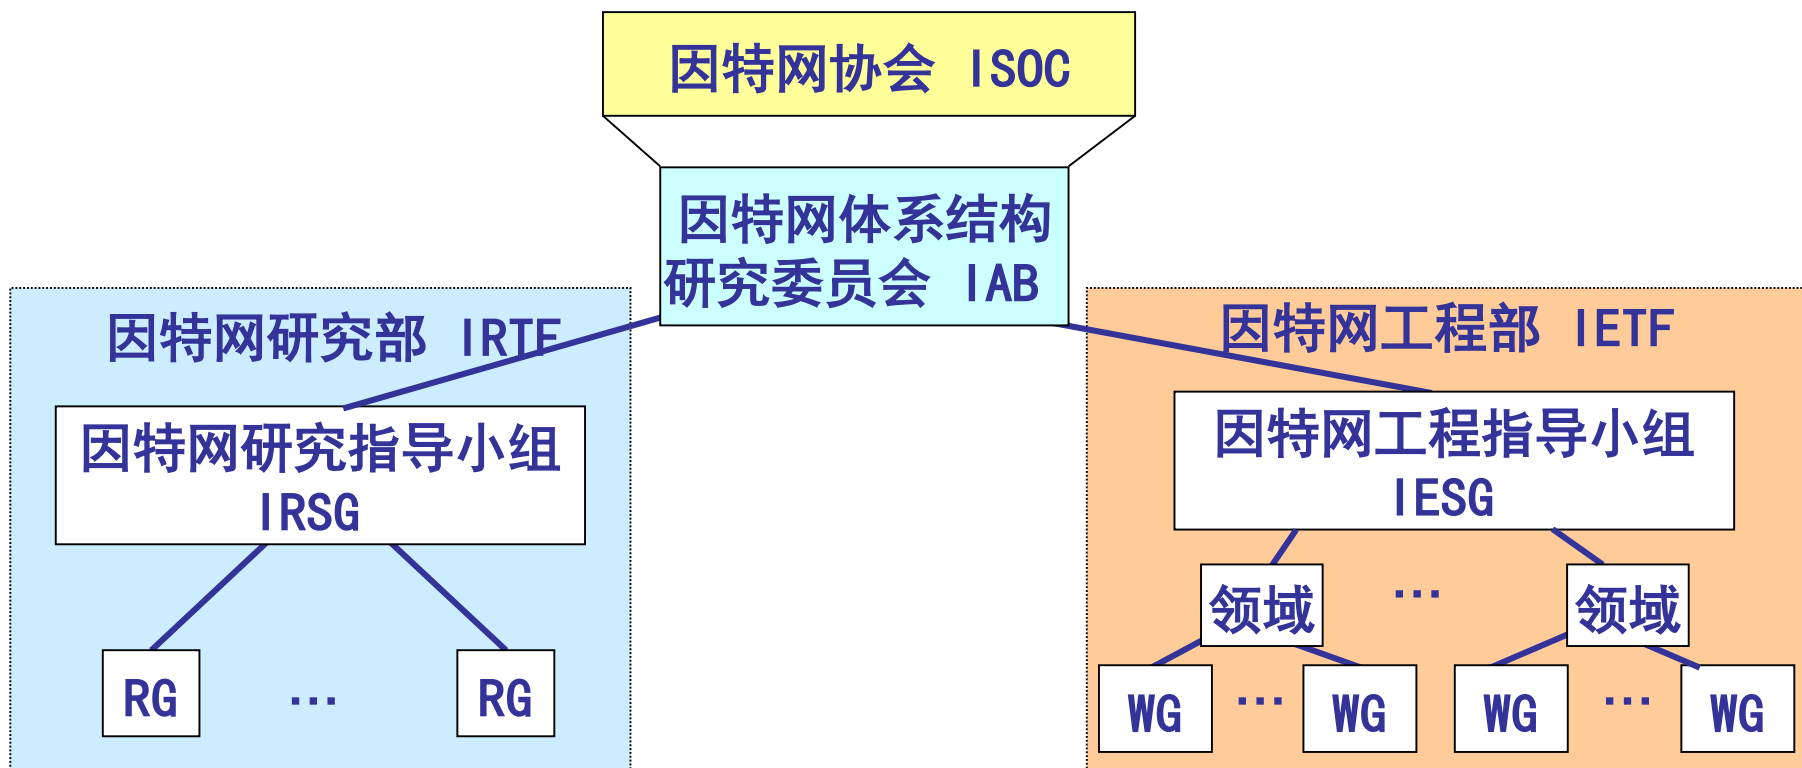 因特网协会 ISOC
因特网体系结构
研究委员会 IAB
因特网研究部 IRTF
因特网工程部 IETF
因特网研究指导小组
IRSG
因特网工程指导小组
IESG
领域 … 领域
RG … RG
WG … WG WG … WG